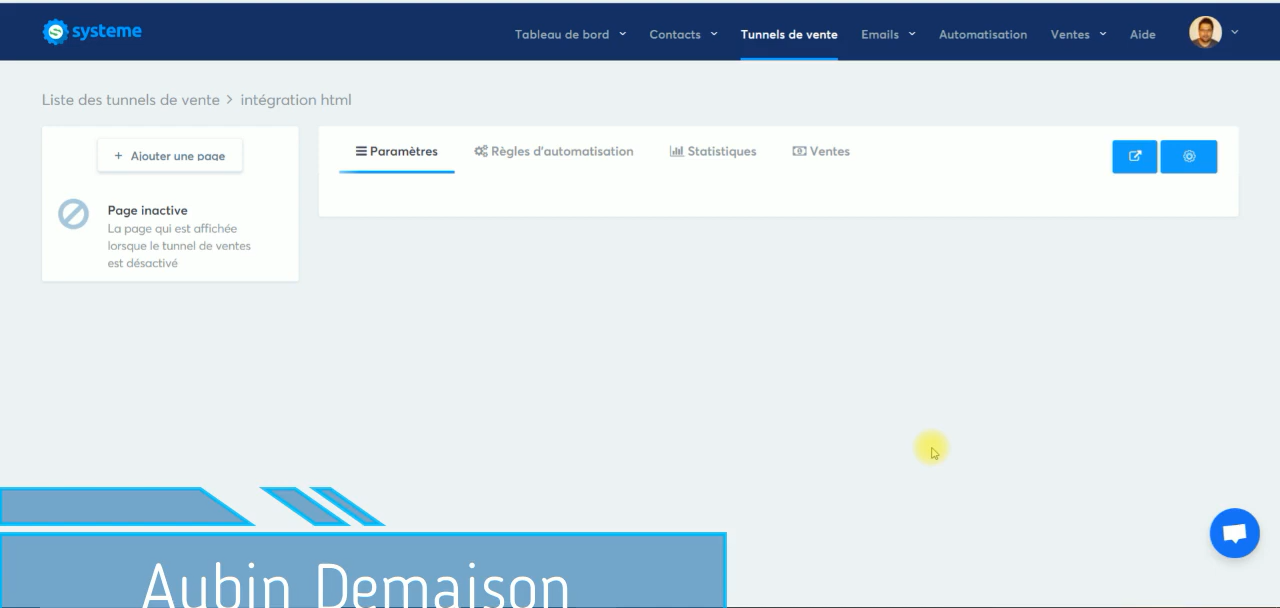 systeme
Tableau de bord
Contacts
Tunnels de vente
Emails
Automatisation
Ventes
Aide
Liste des tunnels de vente > intégration html
+ Ajouter une page
Paramètres
Règles d'automatisation
Statistiques
Ventes
Page inactive
La page qui est affichée
lorsque le tunnel de ventes
est désactivé
Aubin Demaison